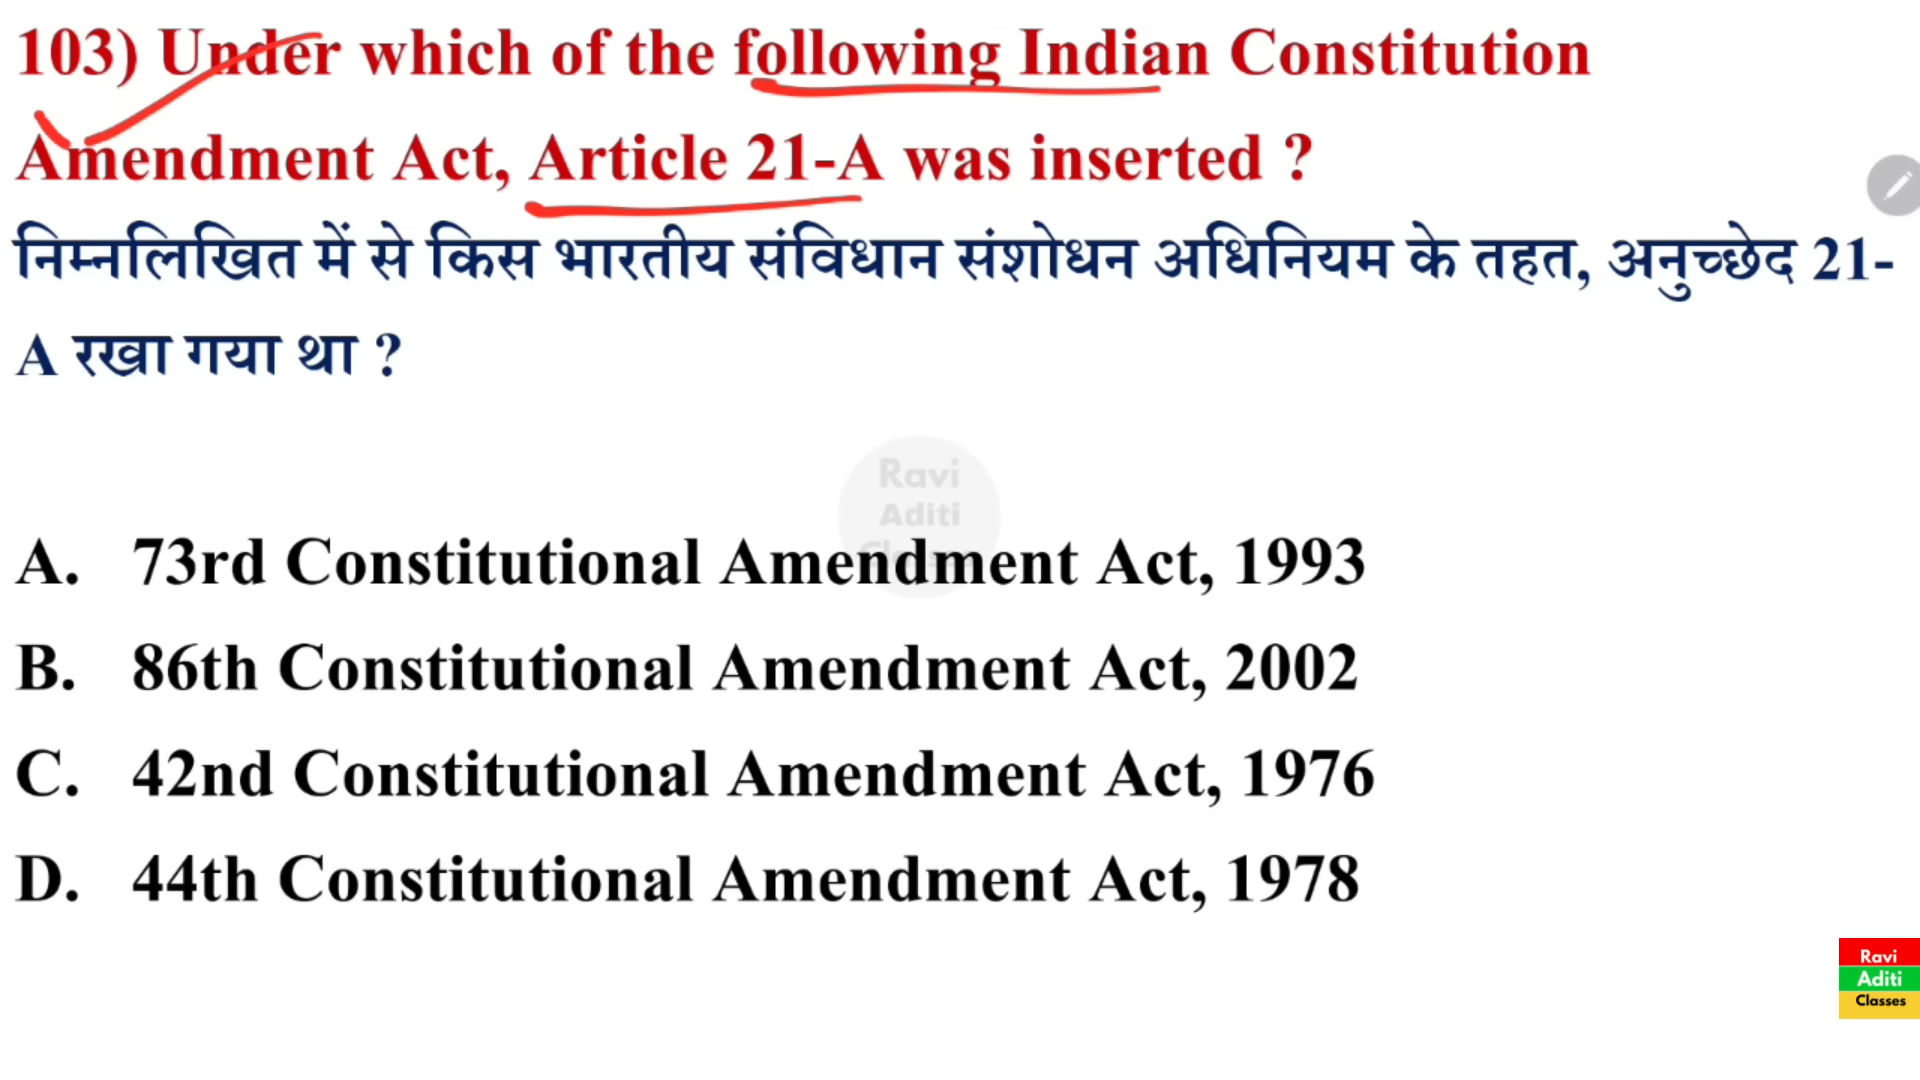 103) Under which of the following Indian Constitution
Amendment Act, Article 21-A was inserted ?
निम्नलिखित में से किस भारतीय संविधान संशोधन अधिनियम के तहत, अनुच्छेद 21-
A रखा गया था ?
Ravi
Aditi
Classes
A. 73rd Constitutional Amendment Act, 1993
B. 86th Constitutional Amendment Act, 2002
C. 42nd Constitutional Amendment Act, 1976
D. 44th Constitutional Amendment Act, 1978
Ravi
Aditi
Classes